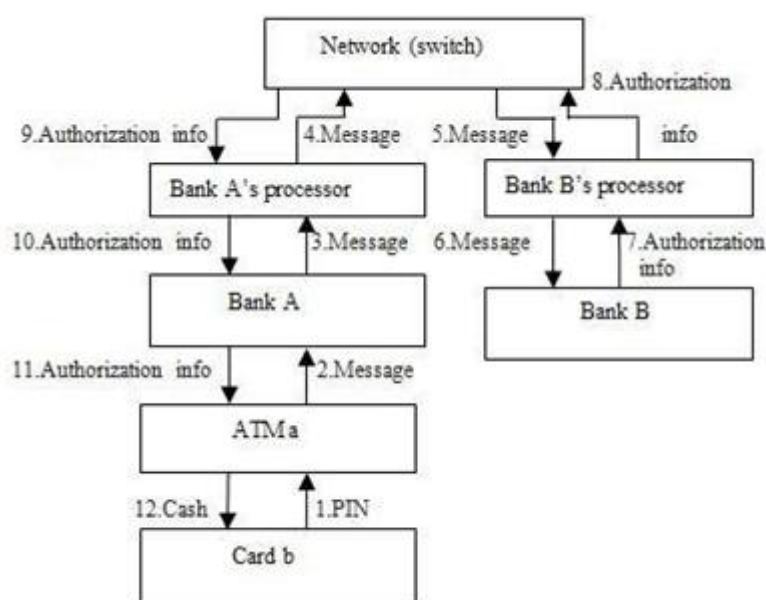 Network (switch)
8.Authorization
9.Authorization info
4.Message
5.Message
info
Bank A's processor
Bank B's processor
10.Authorization info
3.Message
6.Message
7.Authorization
info
Bank A
Bank B
11.Authorization info
2.Message
ATM a
12.Cash
1.PIN
Card b